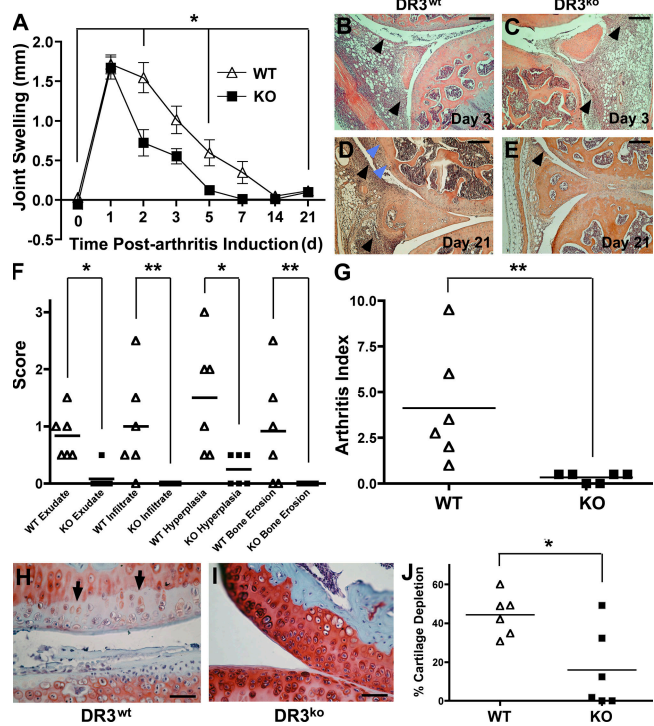 DR3wt
DR3ko
A
*
Joint Swelling (mm)
2.0
1.5
1.0
0.5
0.0
-0.5
WT
KO
0 1 2 3 5 7 14 21
Time Post-arthritis Induction (d)
B
Day 3
C
Day 3
D
Day 21
E
Day 21
F
* ** * **
Score
3
2
1
0
WT Exudate
KO Exudate
WT Infiltrate
KO Infiltrate
WT Hyperplasia
KO Hyperplasia
WT Bone Erosion
KO Bone Erosion
G
**
Arthritis Index
10.0
7.5
5.0
2.5
0.0
WT KO
H
DR3wt
I
DR3ko
J
*
% Cartilage Depletion
60
40
20
0
WT KO